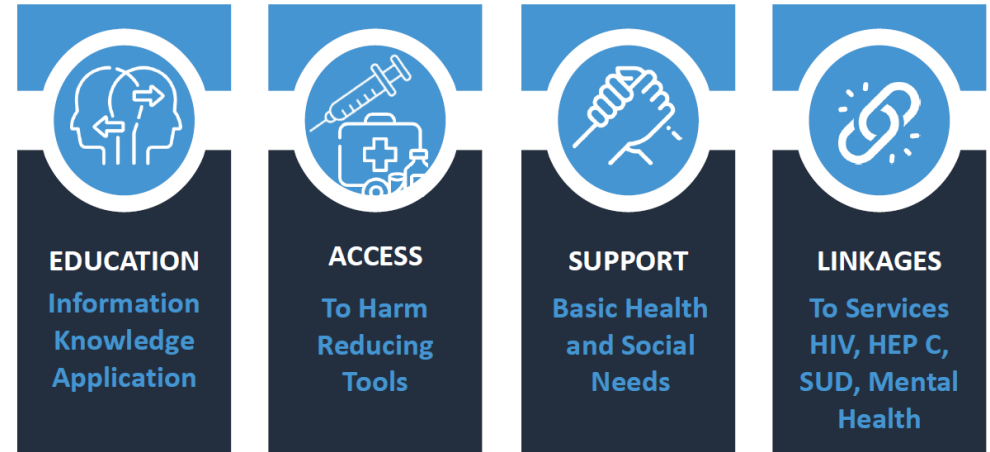 EDUCATION
Information
Knowledge
Application
ACCESS
To Harm
Reducing
Tools
SUPPORT
Basic Health
and Social
Needs
LINKAGES
To Services
HIV, HEP C,
SUD, Mental
Health